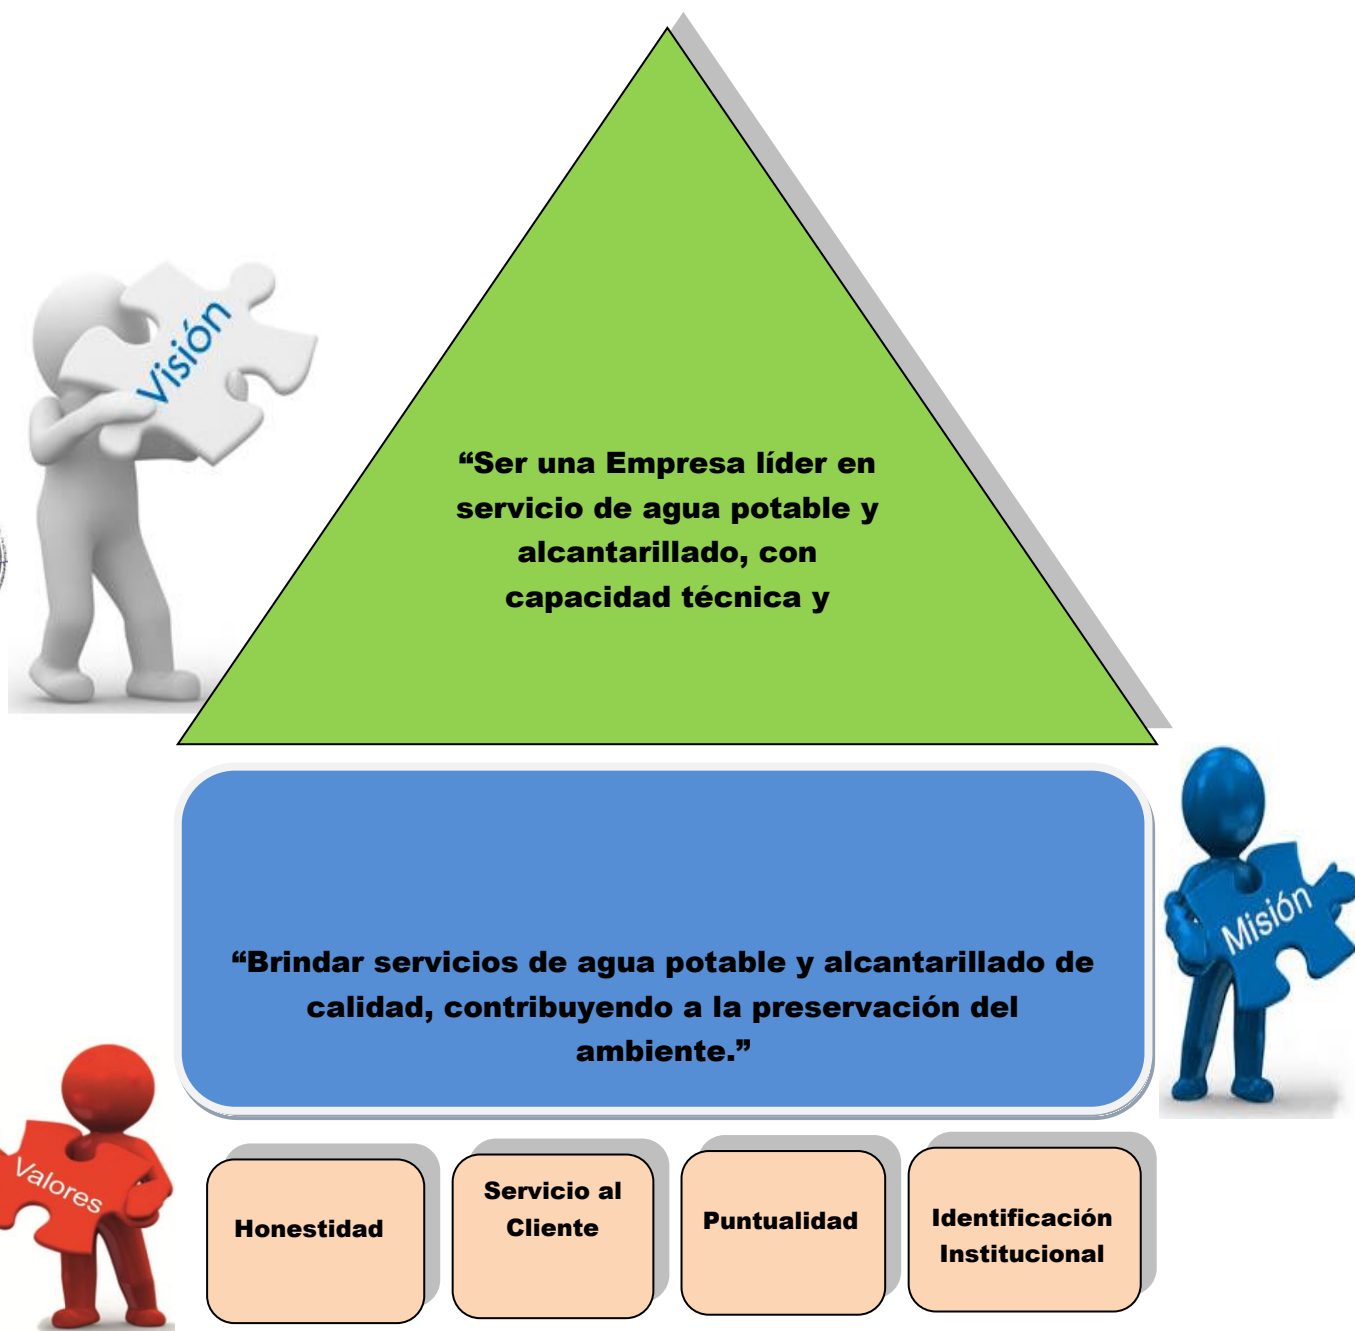 Visión
“Ser una Empresa líder en
servicio de agua potable y
alcantarillado, con
capacidad técnica y
Misión
“Brindar servicios de agua potable y alcantarillado de
calidad, contribuyendo a la preservación del
ambiente.”
Valores
Honestidad
Servicio al
Cliente
Puntualidad
Identificación
Institucional